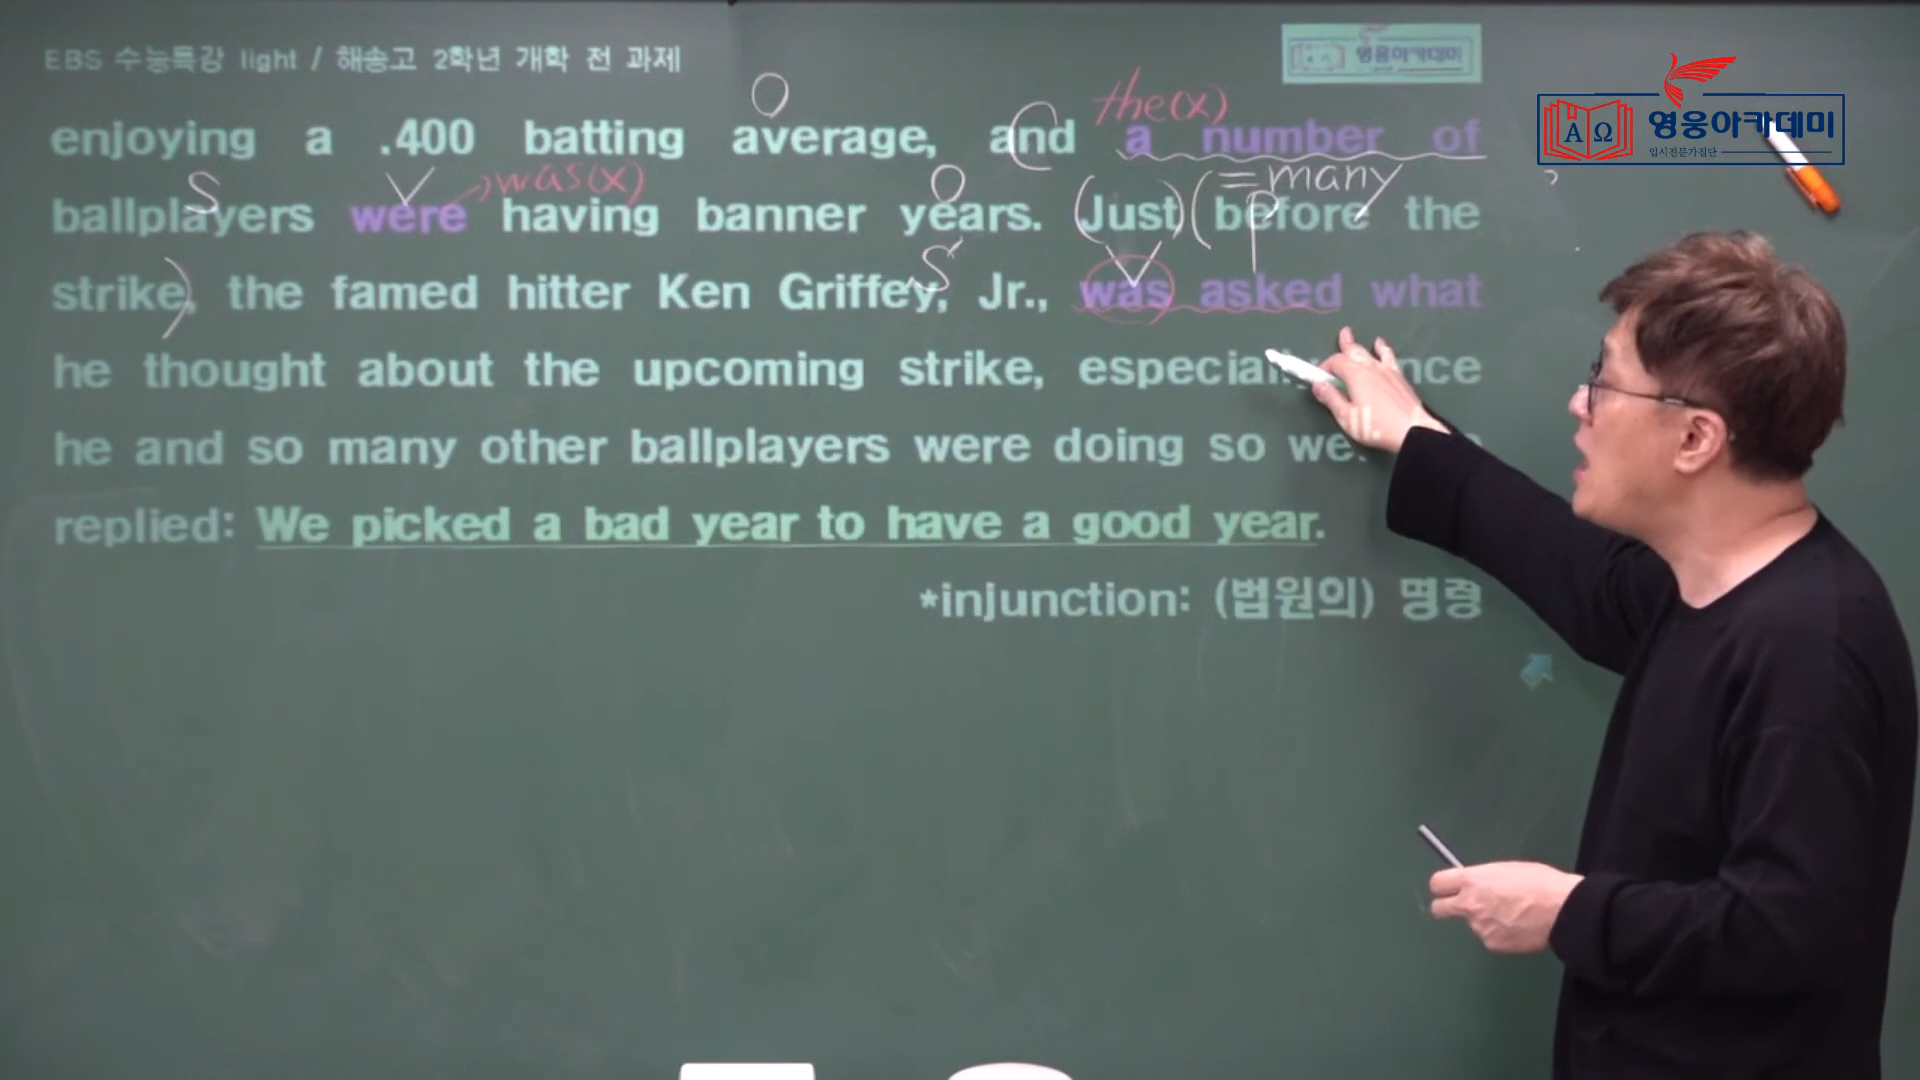 EBS 수능특강 light / 해송고 2학년 개학 전 과제
영웅아카데미
영웅아카데미
입시전문가집단
A Ω
O
the(x)
enjoying a .400 batting average, and a number of
S V was(x) O =many
ballplayers were having banner years. (Just) (before the
S V p
strike), the famed hitter Ken Griffey, Jr., was asked what
he thought about the upcoming strike,
he and so many other ballplayers were doing so
replied: We picked a bad year to have a good year.
*injunction: (법원의) 명령